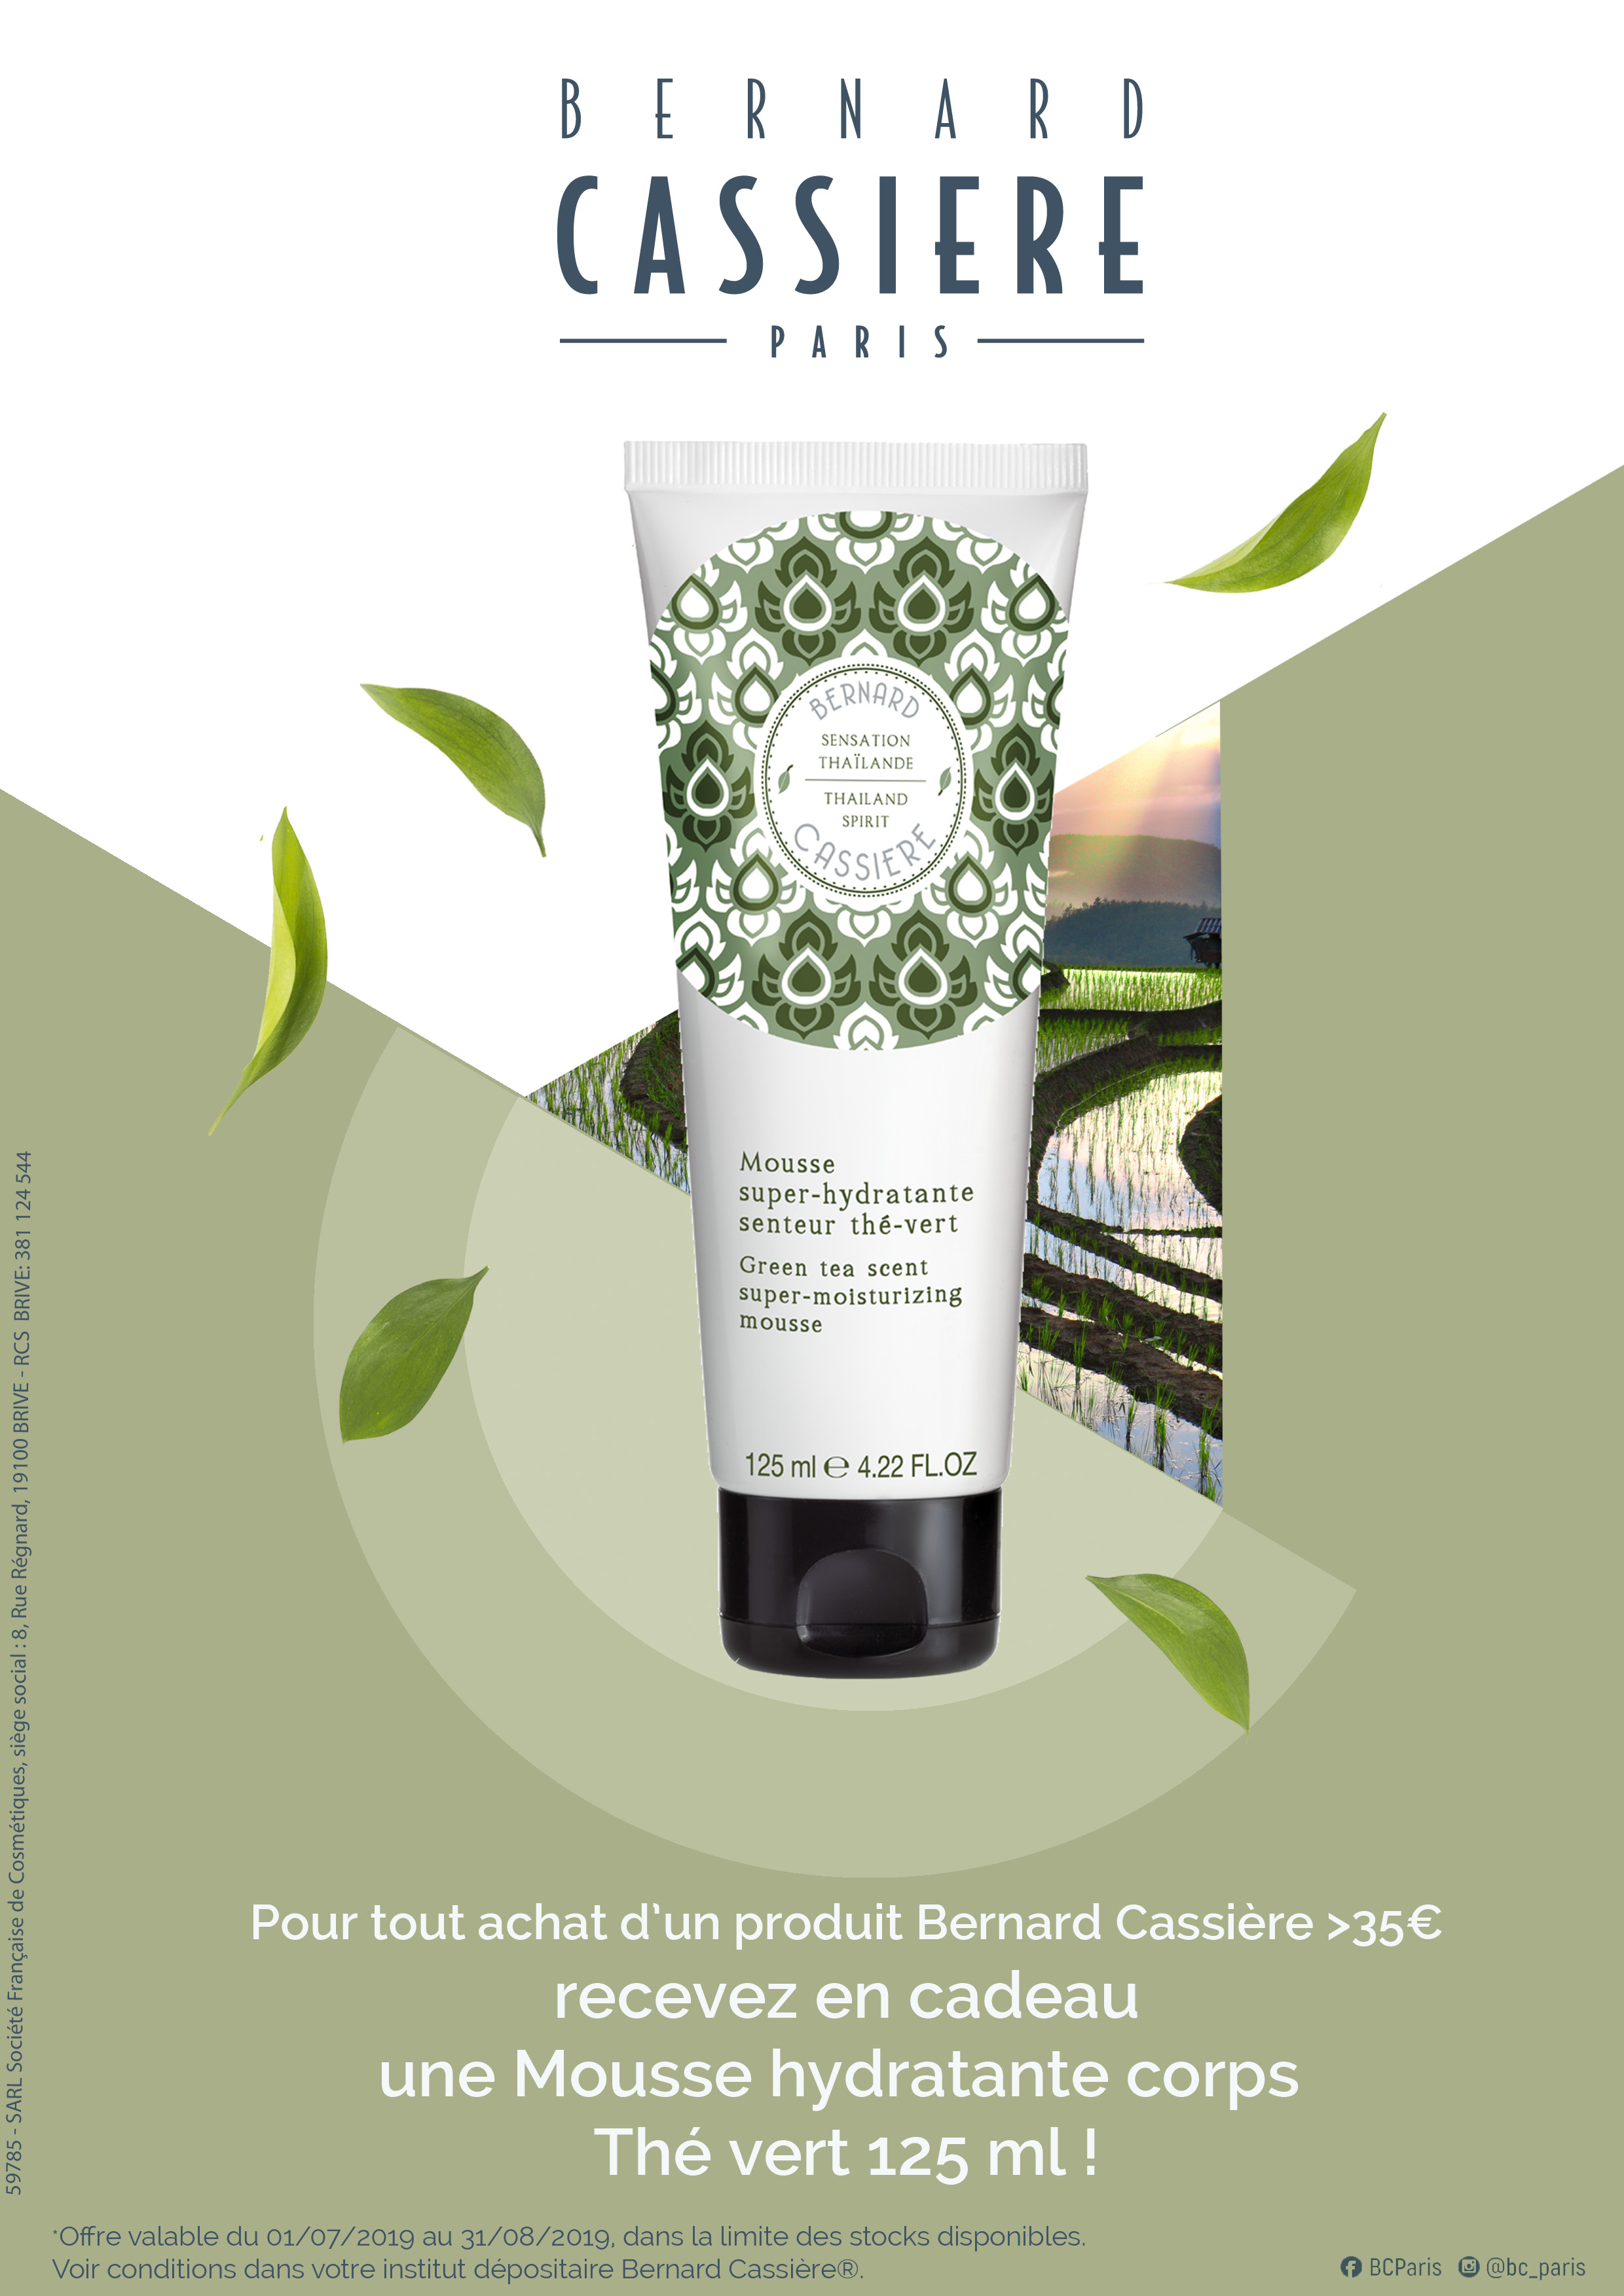 BERNARD
CASSIERE
PARIS
BERNARD
SENSATION
THAÏLANDE
THAILAND
SPIRIT
CASSIERE
Mousse
super-hydratante
senteur thé-vert
Green tea scent
super-moisturizing
mousse
125 ml ℮ 4.22 FL.OZ
59785 - SARL Société Française de Cosmétiques, siège social : 8, Rue Régnard, 19100 BRIVE - RCS BRIVE: 381 124 544
Pour tout achat d'un produit Bernard Cassière >35€
recevez en cadeau
une Mousse hydratante corps
Thé vert 125 ml !
*Offre valable du 01/07/2019 au 31/08/2019, dans la limite des stocks disponibles.
Voir conditions dans votre institut dépositaire Bernard Cassière®.
BCParis @bc_paris